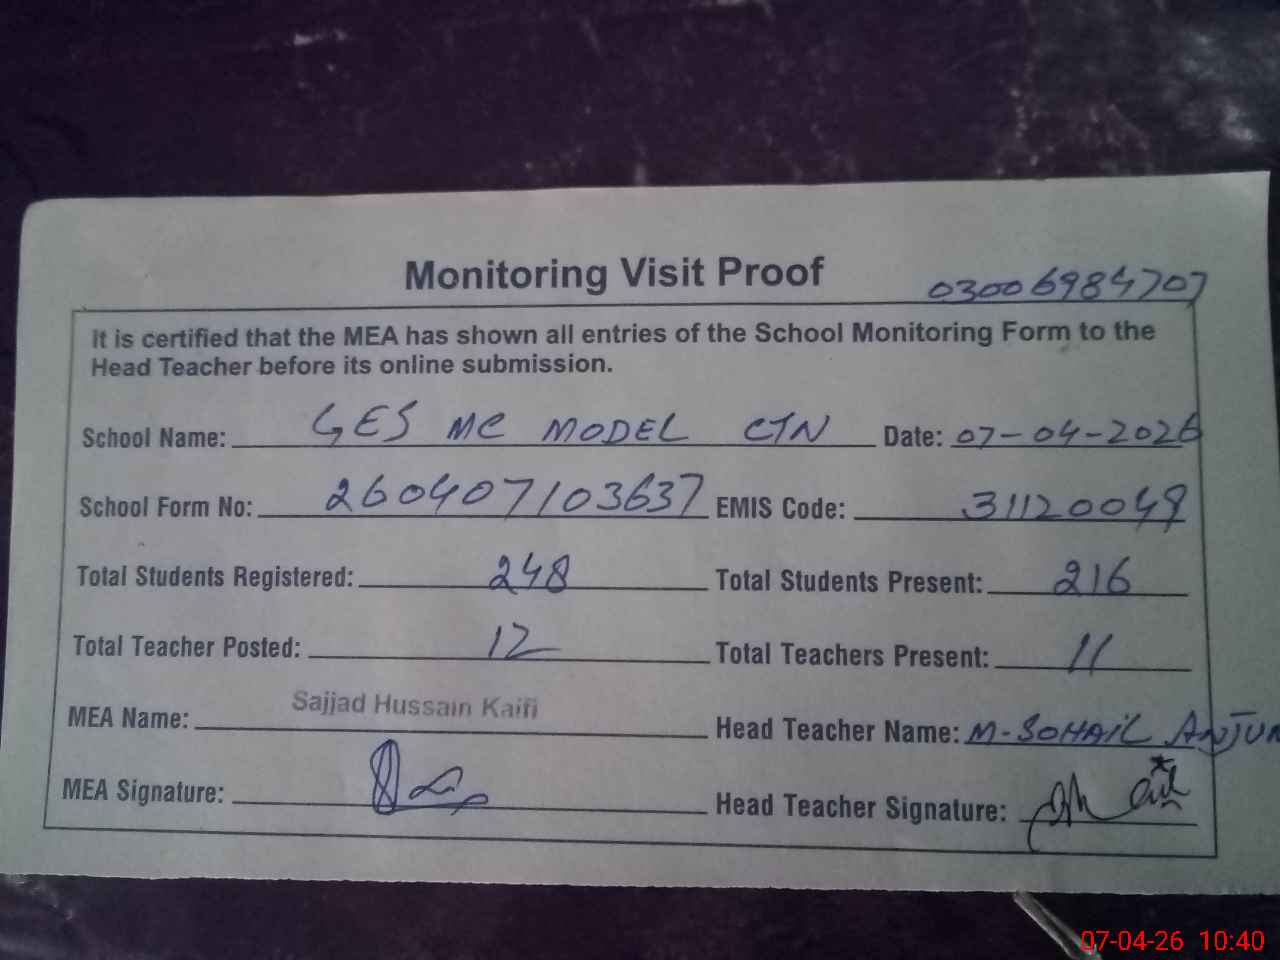 Monitoring Visit Proof
03006984707
It is certified that the MEA has shown all entries of the School Monitoring Form to the
Head Teacher before its online submission.
School Name: GES MC MODEL CTN Date: 07-04-2026
School Form No: 260407103637 EMIS Code: 31120049
Total Students Registered: 248 Total Students Present: 216
Total Teacher Posted: 12 Total Teachers Present: 11
MEA Name: Sajjad Hussain Kaifi Head Teacher Name: M-SOHAIL ANJUM
MEA Signature: Head Teacher Signature:
07-04-26 10:40